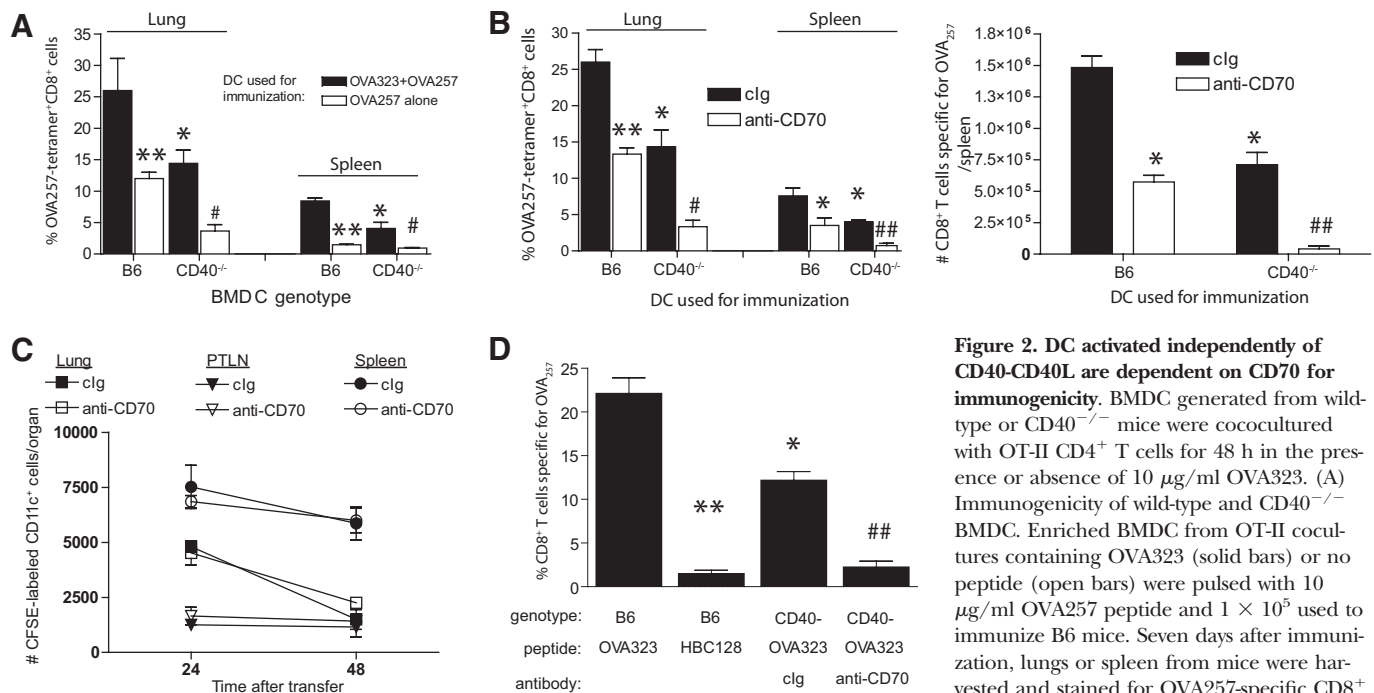 A
Lung
% OVA257-tetramer⁺CD8⁺ cells
35
30
25
20
15
10
5
0
DC used for immunization:
OVA323+OVA257
OVA257 alone
**
*
#
Spleen
**
*
#
B6 CD40-/- B6 CD40-/-
BMDC genotype
B
Lung Spleen
% OVA257-tetramer⁺CD8⁺ cells
30
25
20
15
10
5
0
cIg
anti-CD70
**
*
#
*
*
##
B6 CD40-/- B6 CD40-/-
DC used for immunization
# CD8⁺ T cells specific for OVA₂₅₇
/spleen
1.8×10⁶
1.5×10⁶
1.3×10⁶
1.0×10⁶
7.5×10⁵
5.0×10⁵
2.5×10⁵
0
cIg
anti-CD70
*
*
##
B6 CD40-/-
DC used for immunization
C
Lung PTLN Spleen
cIg cIg cIg
anti-CD70 anti-CD70 anti-CD70
# CFSE-labeled CD11c⁺ cells/organ
10000
7500
5000
2500
0
24 48
Time after transfer
D
% CD8⁺ T cells specific for OVA₂₅₇
25
20
15
10
5
0
**
*
##
genotype: B6 B6 CD40- CD40-
peptide: OVA323 HBC128 OVA323 OVA323
antibody: cIg anti-CD70
Figure 2. DC activated independently of
CD40-CD40L are dependent on CD70 for
immunogenicity. BMDC generated from wild-
type or CD40−/− mice were cocultured
with OT-II CD4+ T cells for 48 h in the pres-
ence or absence of 10 μg/ml OVA323. (A)
Immunogenicity of wild-type and CD40−/−
BMDC. Enriched BMDC from OT-II cocul-
tures containing OVA323 (solid bars) or no
peptide (open bars) were pulsed with 10
μg/ml OVA257 peptide and 1 × 10⁵ used to
immunize B6 mice. Seven days after immuni-
zation, lungs or spleen from mice were har-
vested and stained for OVA257-specific CD8+